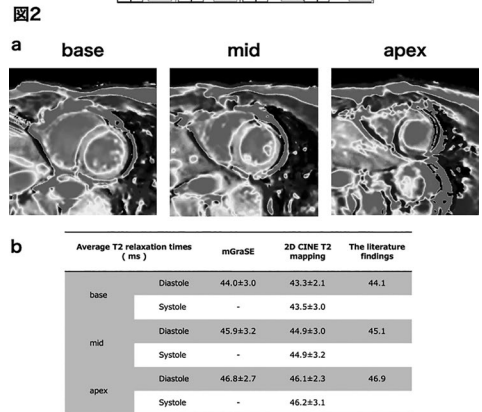 図2
a
base mid apex
b
Average T2 relaxation times ( ms ) mGraSE 2D CINE T2 mapping The literature findings
base Diastole 44.0±3.0 43.3±2.1 44.1
Systole - 43.5±3.0
mid Diastole 45.9±3.2 44.9±3.0 45.1
Systole - 44.9±3.2
apex Diastole 46.8±2.7 46.1±2.3 46.9
Systole - 46.2±3.1